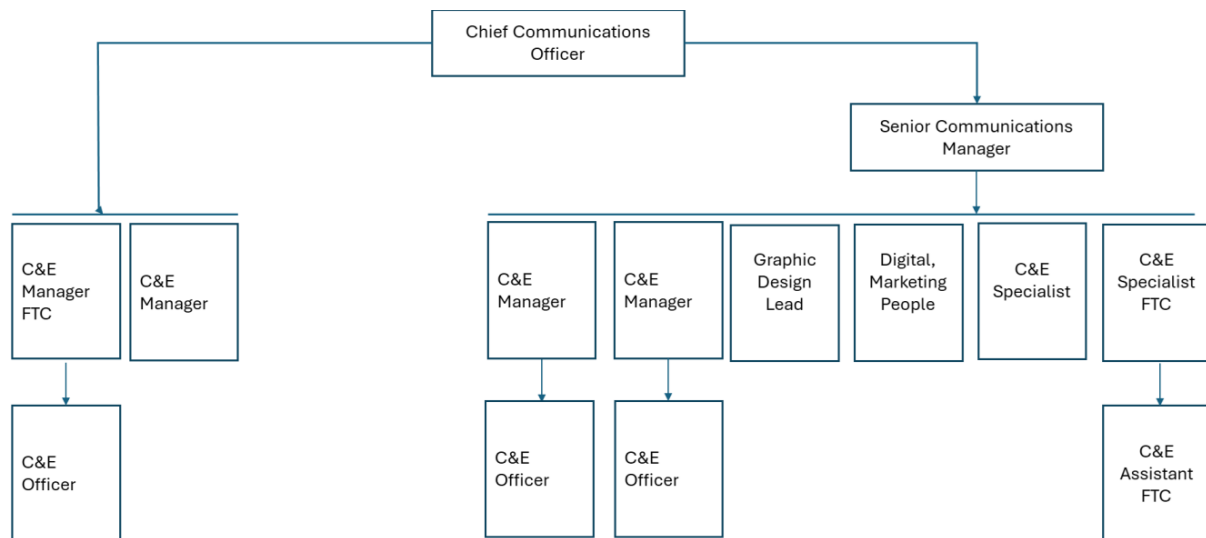 Chief Communications
Officer
Senior Communications
Manager
C&E
Manager
FTC
C&E
Manager
C&E
Manager
C&E
Manager
Graphic
Design
Lead
Digital,
Marketing
People
C&E
Specialist
C&E
Specialist
FTC
C&E
Officer
C&E
Officer
C&E
Officer
C&E
Assistant
FTC